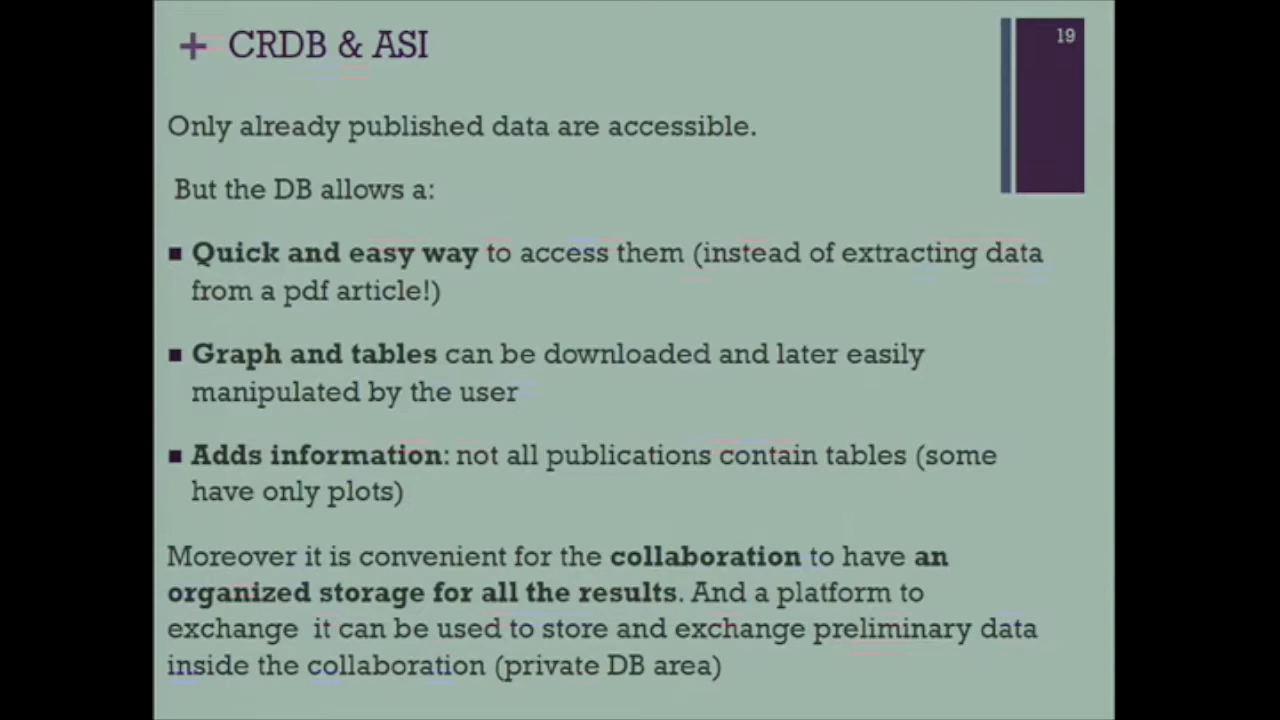 + CRDB & ASI
19
Only already published data are accessible.
But the DB allows a:
■ Quick and easy way to access them (instead of extracting data
from a pdf article!)
■ Graph and tables can be downloaded and later easily
manipulated by the user
■ Adds information: not all publications contain tables (some
have only plots)
Moreover it is convenient for the collaboration to have an
organized storage for all the results. And a platform to
exchange it can be used to store and exchange preliminary data
inside the collaboration (private DB area)